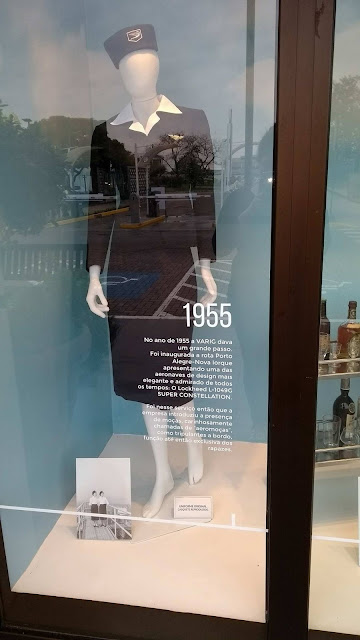 1955
No ano de 1955 a VARIG dava
um grande passo.
Foi inaugurada a rota Porto
Alegre-Nova Iorque
apresentando uma das
aeronaves de design mais
elegante e admirado de todos
os tempos: O Lockheed L-1049G
SUPER CONSTELLATION.
Foi nesse serviço então que a
empresa introduziu a presença
de moças, carinhosamente
chamadas de "aeromoças",
como tripulantes a bordo,
função até então exclusiva dos
rapazes.
UNIFORME ORIGINAL